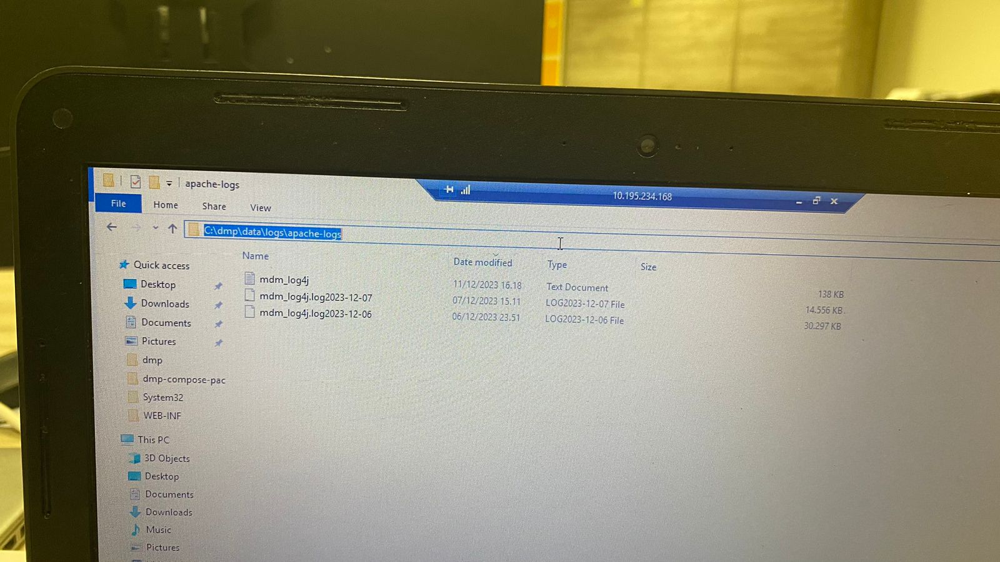 apache-logs
10.195.234.168
File Home Share View
C:\dmp\data\logs\apache-logs
Name Date modified Type Size
mdm_log4j 11/12/2023 16.18 Text Document 138 KB
mdm_log4j.log2023-12-07 07/12/2023 15.11 LOG2023-12-07 File 14.556 KB
mdm_log4j.log2023-12-06 06/12/2023 23.51 LOG2023-12-06 File 30.297 KB
Quick access
Desktop
Downloads
Documents
Pictures
dmp
dmp-compose-pac
System32
WEB-INF
This PC
3D Objects
Desktop
Documents
Downloads
Music
Pictures